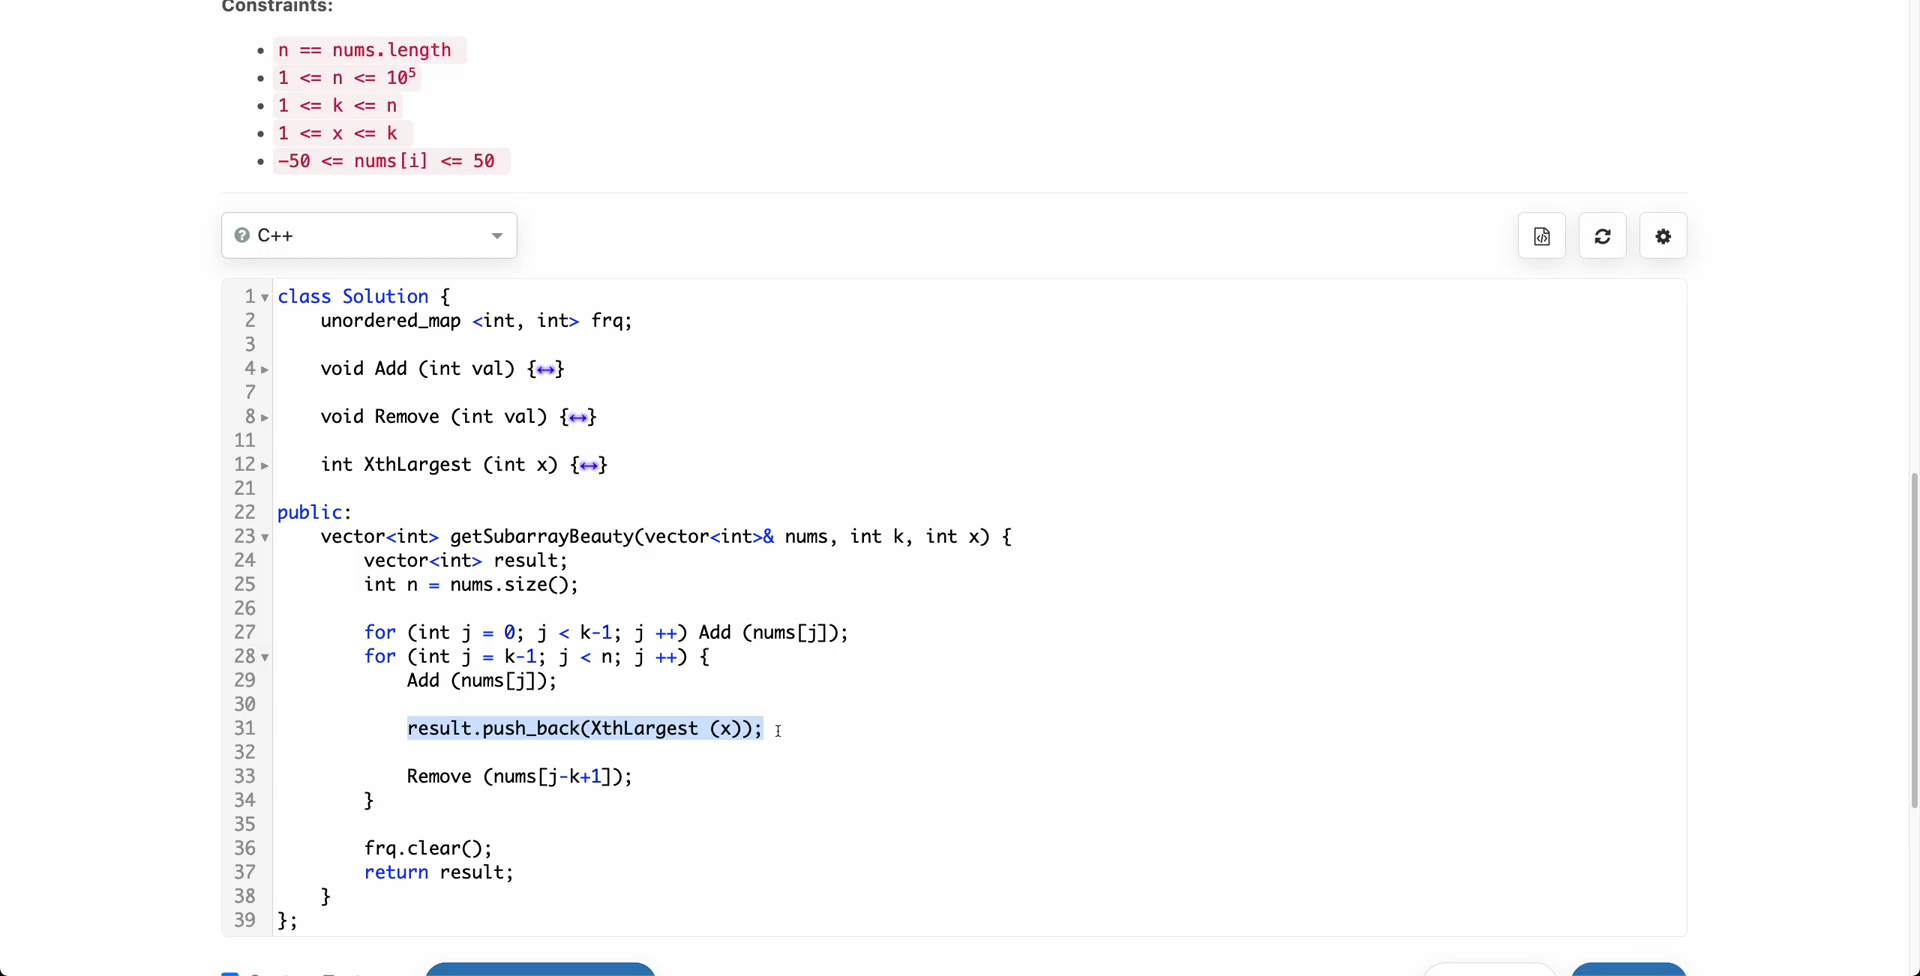 Constraints:
n == nums.length
1 <= n <= 10^5
1 <= k <= n
1 <= x <= k
-50 <= nums[i] <= 50
C++
1 class Solution {
2 unordered_map <int, int> frq;
3
4 void Add (int val) {↔}
7
8 void Remove (int val) {↔}
11
12 int XthLargest (int x) {↔}
21
22 public:
23 vector<int> getSubarrayBeauty(vector<int>& nums, int k, int x) {
24 vector<int> result;
25 int n = nums.size();
26
27 for (int j = 0; j < k-1; j ++) Add (nums[j]);
28 for (int j = k-1; j < n; j ++) {
29 Add (nums[j]);
30
31 result.push_back(XthLargest (x));
32
33 Remove (nums[j-k+1]);
34 }
35
36 frq.clear();
37 return result;
38 }
39 };